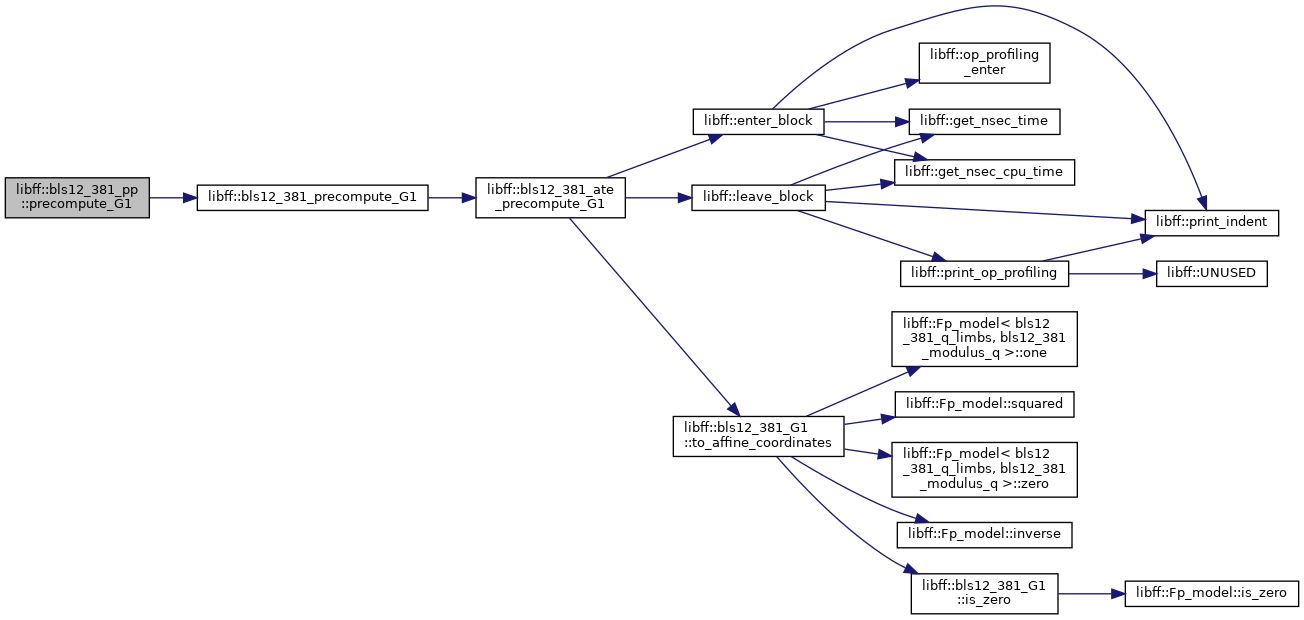 libff::bls12_381_pp
::precompute_G1
libff::bls12_381_precompute_G1
libff::bls12_381_ate
_precompute_G1
libff::enter_block
libff::leave_block
libff::op_profiling
_enter
libff::get_nsec_time
libff::get_nsec_cpu_time
libff::print_indent
libff::print_op_profiling
libff::UNUSED
libff::bls12_381_G1
::to_affine_coordinates
libff::Fp_model< bls12
_381_q_limbs, bls12_381
_modulus_q >::one
libff::Fp_model::squared
libff::Fp_model< bls12
_381_q_limbs, bls12_381
_modulus_q >::zero
libff::Fp_model::inverse
libff::bls12_381_G1
::is_zero
libff::Fp_model::is_zero